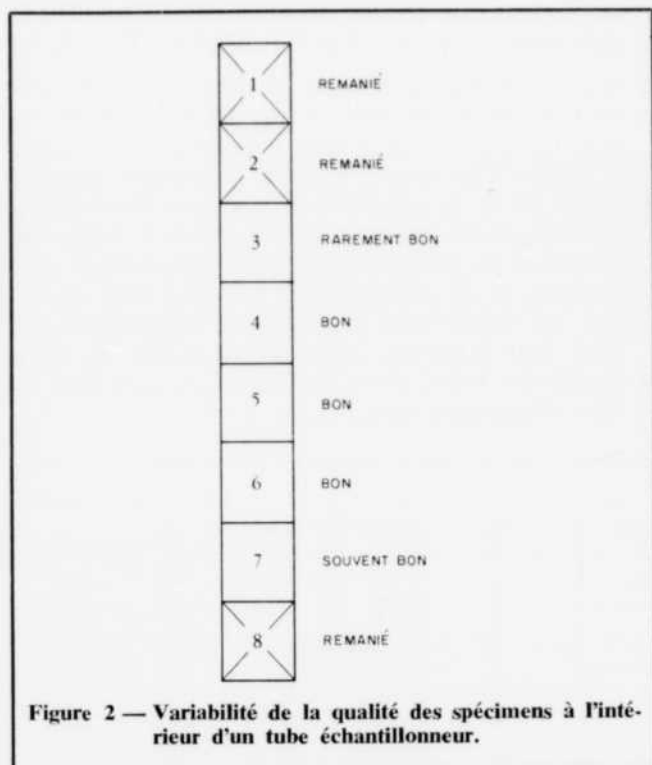 1 REMANIÉ
2 REMANIÉ
3 RAREMENT BON
4 BON
5 BON
6 BON
7 SOUVENT BON
8 REMANIÉ
Figure 2 — Variabilité de la qualité des spécimens à l'inté-
rieur d'un tube échantillonneur.